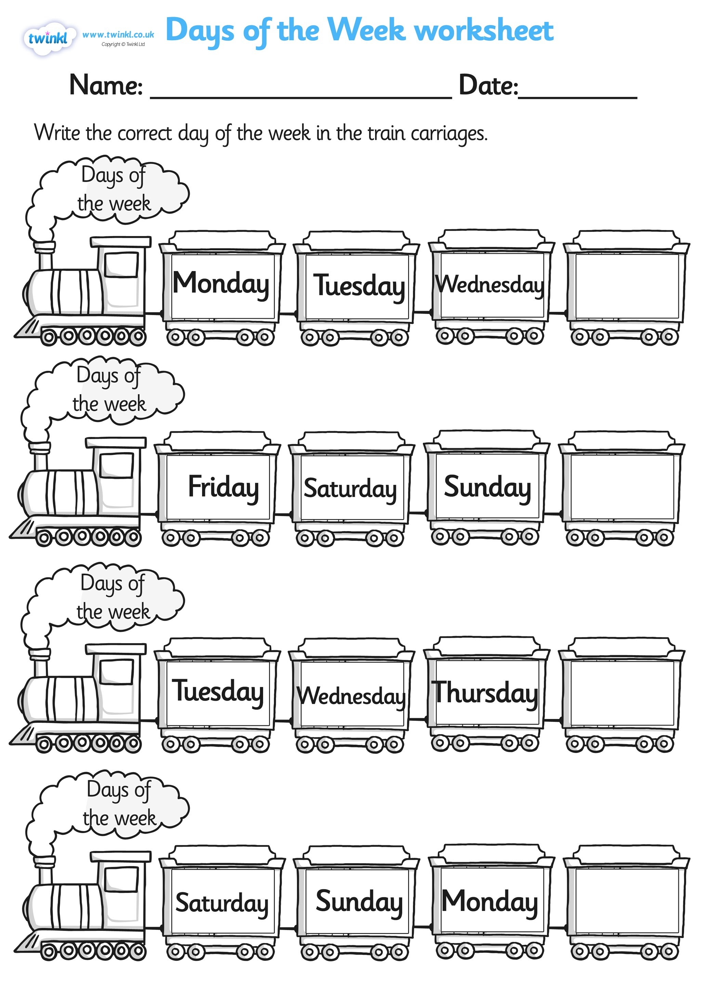 twinkl www.twinkl.co.uk Days of the Week worksheet
Copyright © Twinkl Ltd.
Name: Date:
Write the correct day of the week in the train carriages.
Days of
the week
Monday Tuesday Wednesday
Days of
the week
Friday Saturday Sunday
Days of
the week
Tuesday Wednesday Thursday
Days of
the week
Saturday Sunday Monday